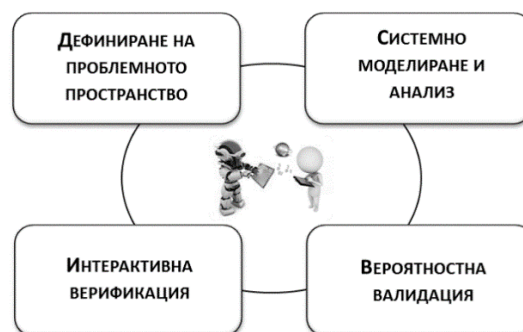 ДЕФИНИРАНЕ НА
ПРОБЛЕМНОТО
ПРОСТРАНСТВО
СИСТЕМНО
МОДЕЛИРАНЕ И
АНАЛИЗ
ИНТЕРАКТИВНА
ВЕРИФИКАЦИЯ
ВЕРОЯТНОСТНА
ВАЛИДАЦИЯ